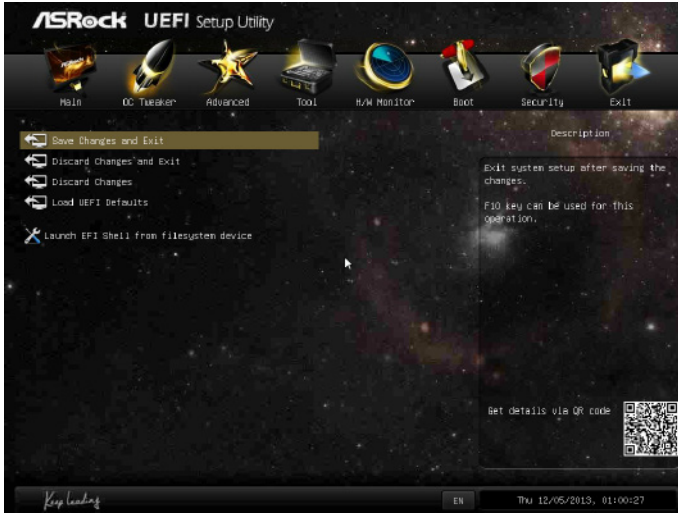 ASRock UEFI Setup Utility
Main OC Tweaker Advanced Tool H/W Monitor Boot Security Exit
Save Changes and Exit
Discard Changes and Exit
Discard Changes
Load UEFI Defaults
Launch EFI Shell from filesystem device
Description
Exit system setup after saving the
changes.
F10 key can be used for this
operation.
Get details via QR code
Keep Leading
EN
Thu 12/05/2013, 01:00:27